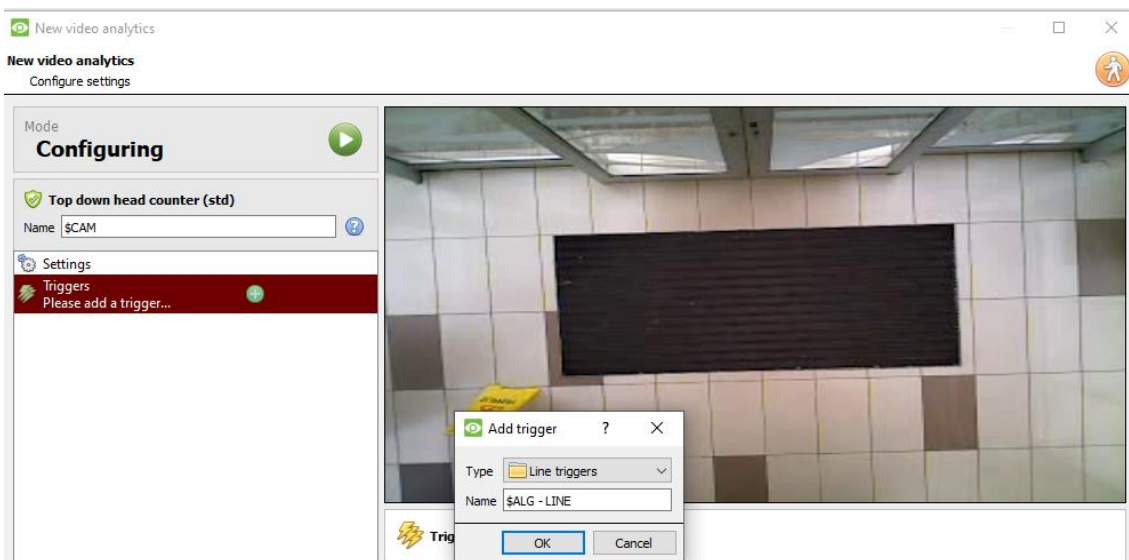 New video analytics
New video analytics
Configure settings
Mode
Configuring
Top down head counter (std)
Name $CAM
Settings
Triggers
Please add a trigger...
Add trigger ? X
Type Line triggers
Name $ALG - LINE
Trig
OK Cancel